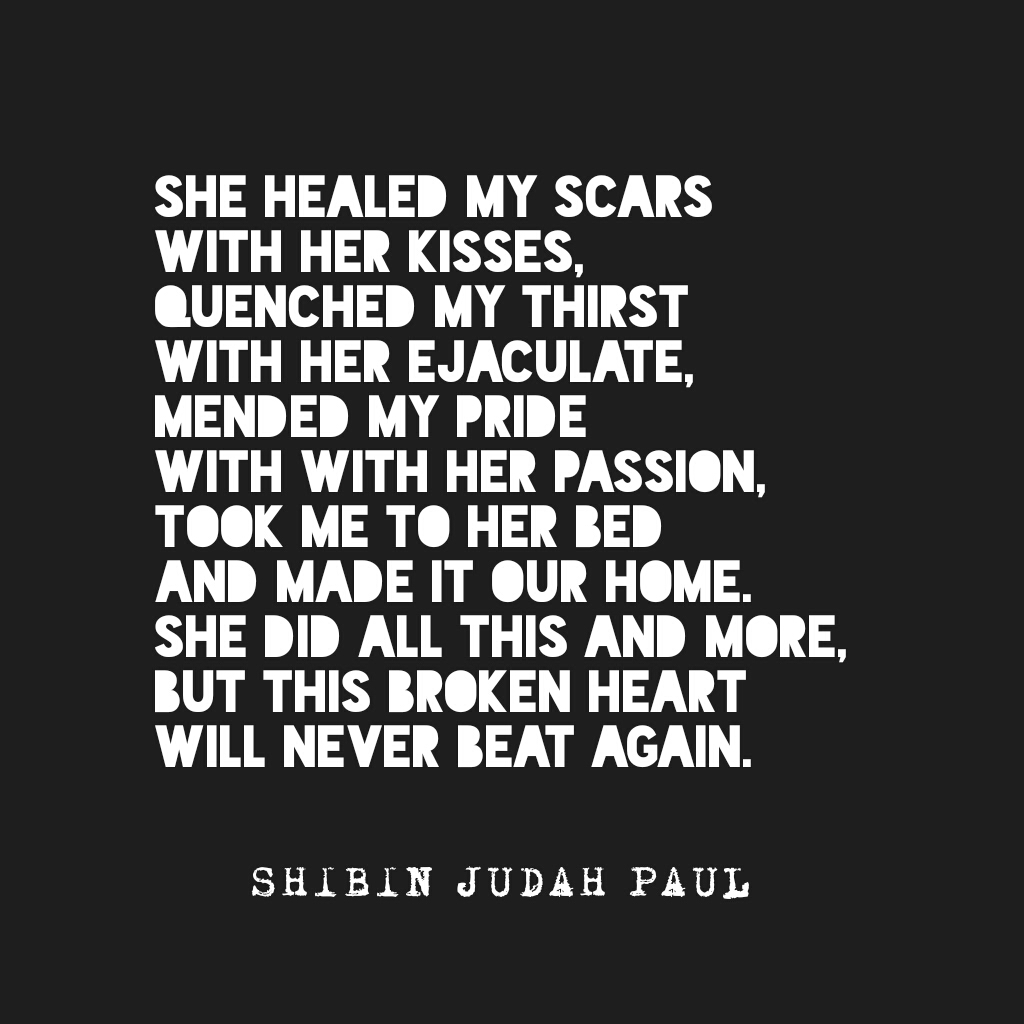 SHE HEALED MY SCARS
WITH HER KISSES,
QUENCHED MY THIRST
WITH HER EJACULATE,
MENDED MY PRIDE
WITH WITH HER PASSION,
TOOK ME TO HER BED
AND MADE IT OUR HOME.
SHE DID ALL THIS AND MORE,
BUT THIS BROKEN HEART
WILL NEVER BEAT AGAIN.
SHIBIN JUDAH PAUL